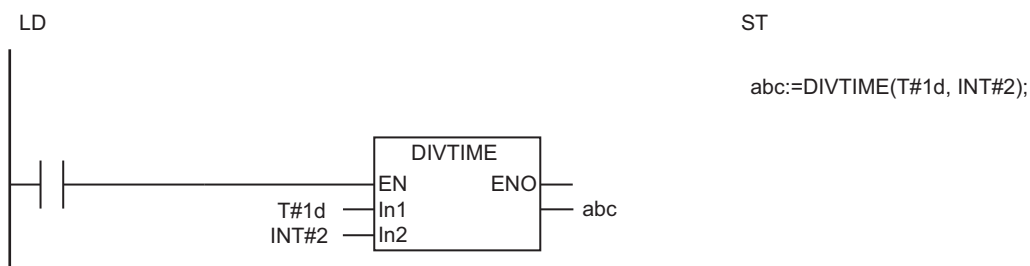 LD
ST
abc:=DIVTIME(T#1d, INT#2);
DIVTIME
EN ENO
T#1d In1 abc
INT#2 In2